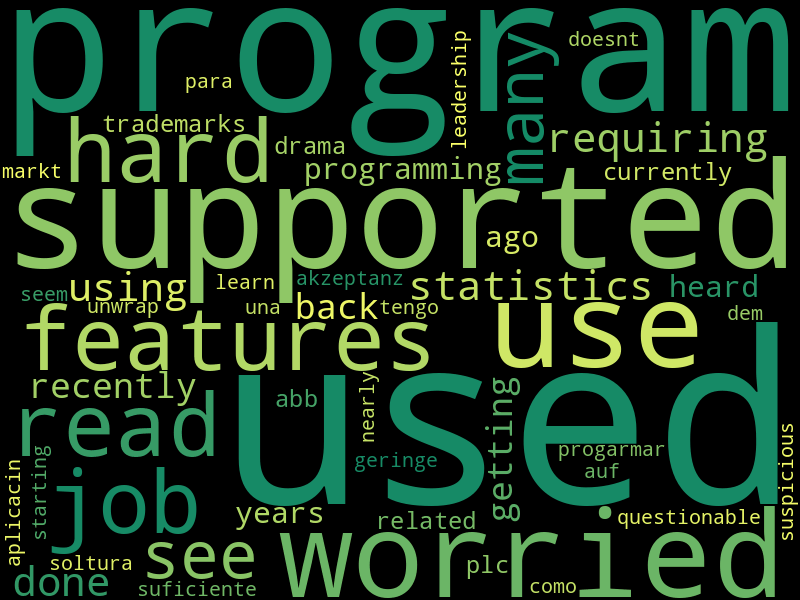 program
para
leadership
many
doesnt
trademarks
hard
drama
requiring
markt
programming
currently
supported
ago
seem
using
learn
akzeptanz
statistics
heard
unwrap
una
back
tengo
dem
features
use
recently
abb
nearly
used
read
getting
progarmar
geringe
auf
suspicious
aplicacin
starting
job
years
related
questionable
see
worried
soltura
plc
done
suficiente
como